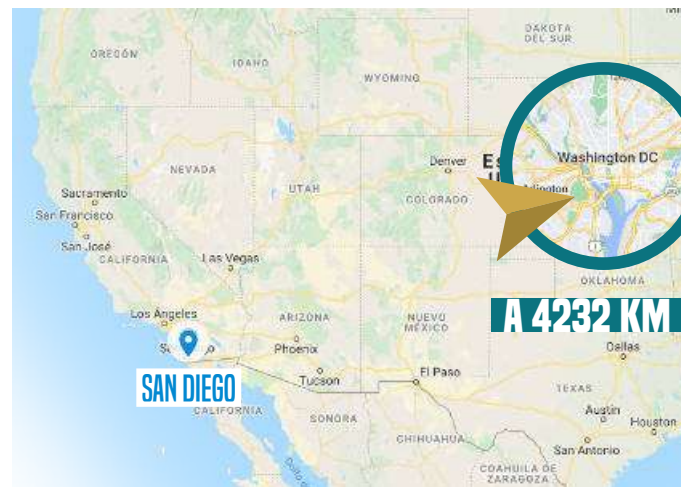 DAKOTA
DEL SUR
OREGÓN
IDAHO
WYOMING
Washington DC
Denver
NEVADA
UTAH
COLORADO
Sacramento
San Francisco
San José
CALIFORNIA
Las Vegas
OKLAHOMA
A 4232 KM
Los Ángeles
ARIZONA
NUEVO
MÉXICO
Phoenix
Dallas
SAN DIEGO
Tucson
El Paso
TEXAS
CALIFORNIA
SONORA
Austin
Houston
CHIHUAHUA
San Antonio
COAHUILA DE
ZARAGOZA